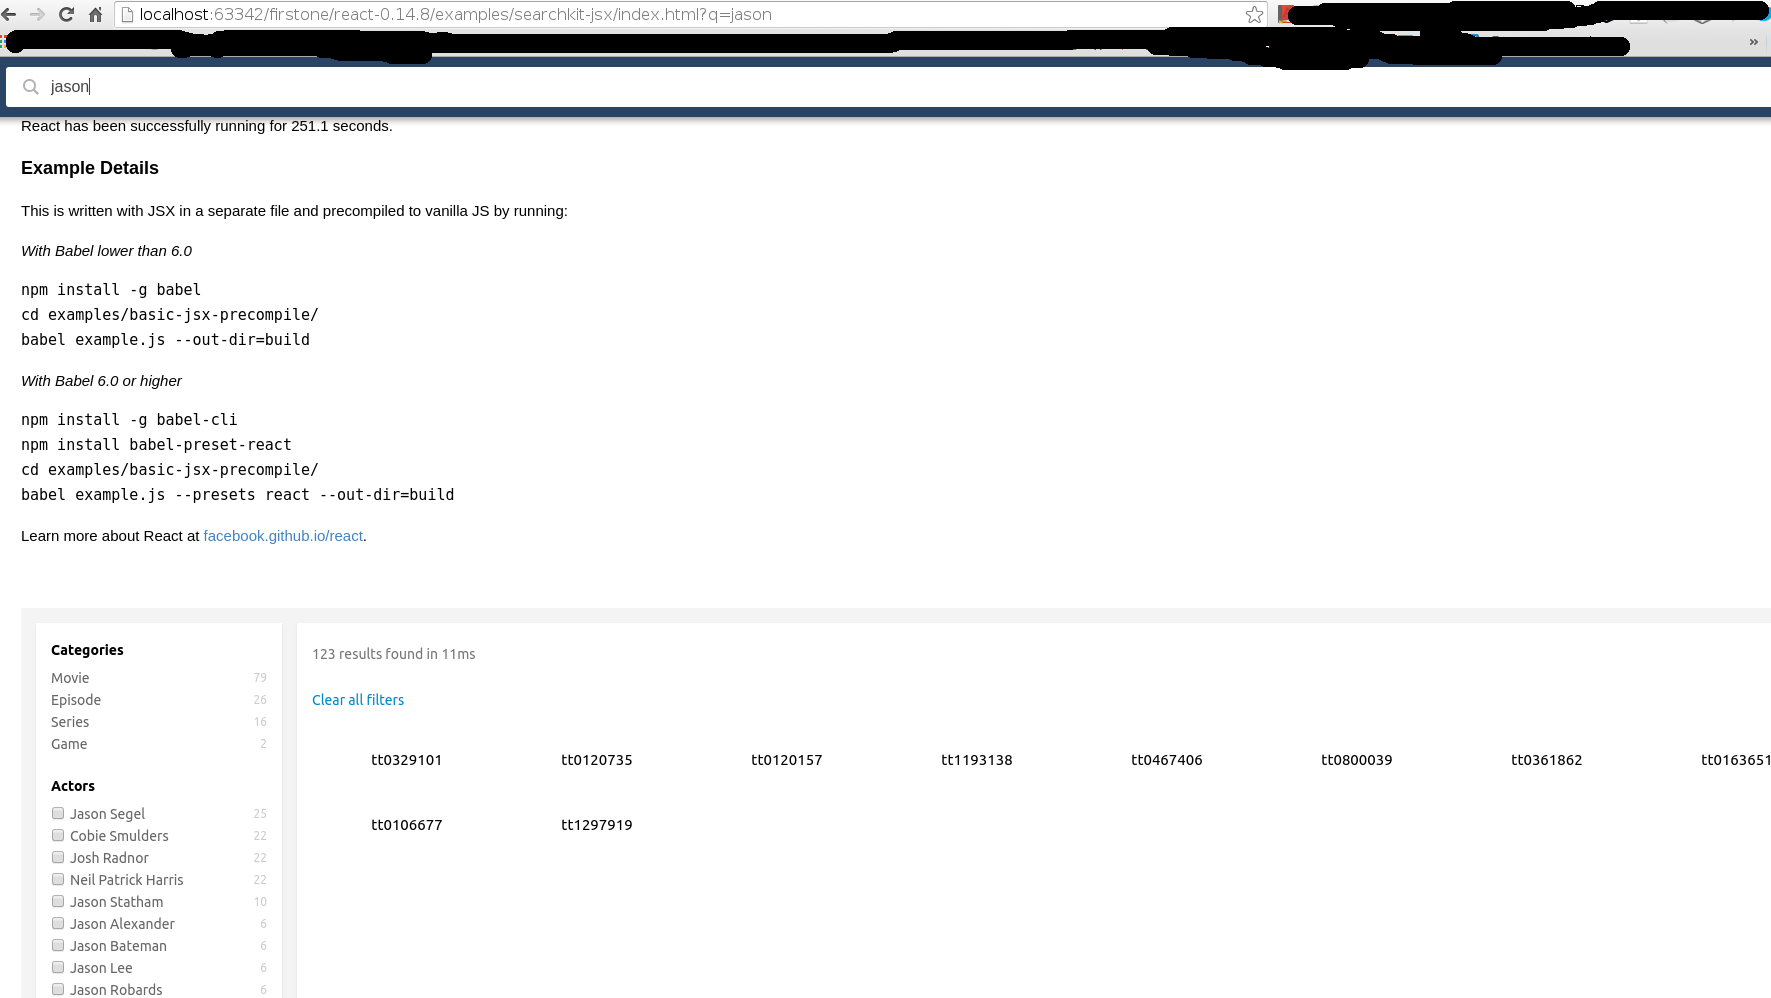 localhost:63342/firstone/react-0.14.8/examples/searchkit-jsx/index.html?q=jason
»
jason
React has been successfully running for 251.1 seconds.
Example Details
This is written with JSX in a separate file and precompiled to vanilla JS by running:
With Babel lower than 6.0
npm install -g babel
cd examples/basic-jsx-precompile/
babel example.js --out-dir=build
With Babel 6.0 or higher
npm install -g babel-cli
npm install babel-preset-react
cd examples/basic-jsx-precompile/
babel example.js --presets react --out-dir=build
Learn more about React at facebook.github.io/react.
Categories
Movie 79
Episode 26
Series 16
Game 2
Actors
Jason Segel 25
Cobie Smulders 22
Josh Radnor 22
Neil Patrick Harris 22
Jason Statham 10
Jason Alexander 6
Jason Bateman 6
Jason Lee 6
Jason Robards 6
123 results found in 11ms
Clear all filters
tt0329101 tt0120735 tt0120157 tt1193138 tt0467406 tt0800039 tt0361862 tt0163651
tt0106677 tt1297919